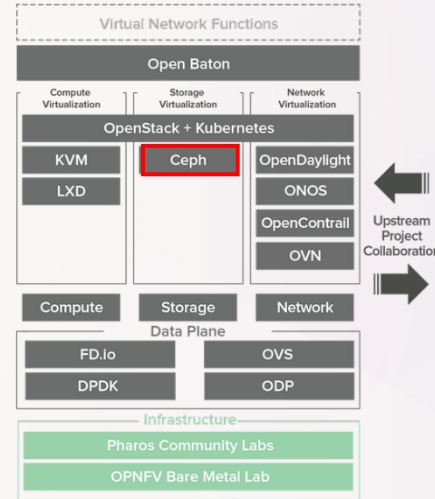 Virtual Network Functions
Open Baton
Compute
Virtualization
Storage
Virtualization
Network
Virtualization
OpenStack + Kubernetes
KVM
Ceph
OpenDaylight
LXD
ONOS
OpenContrail
OVN
Upstream
Project
Collaboration
Compute
Storage
Network
Data Plane
FD.io
OVS
DPDK
ODP
Infrastructure
Pharos Community Labs
OPNFV Bare Metal Lab